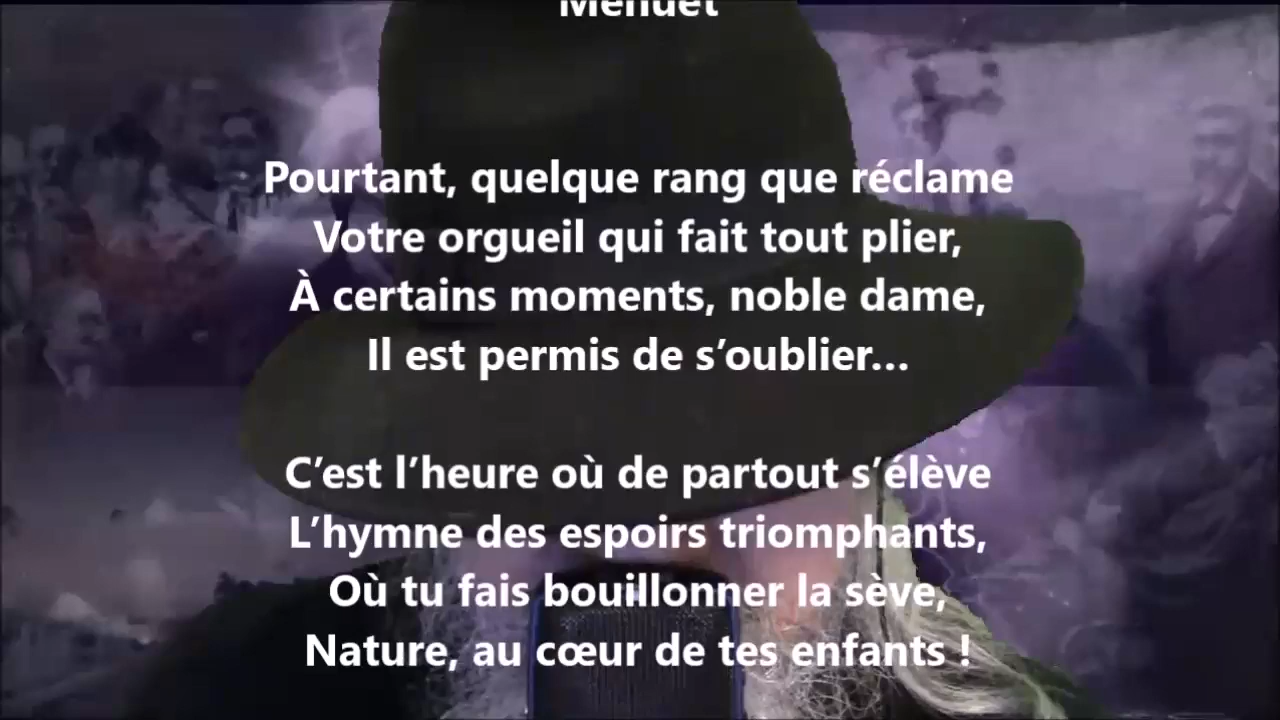 Menuet
Pourtant, quelque rang que réclame
Votre orgueil qui fait tout plier,
À certains moments, noble dame,
Il est permis de s’oublier…
C’est l’heure où de partout s’élève
L’hymne des espoirs triomphants,
Où tu fais bouillonner la sève,
Nature, au cœur de tes enfants !